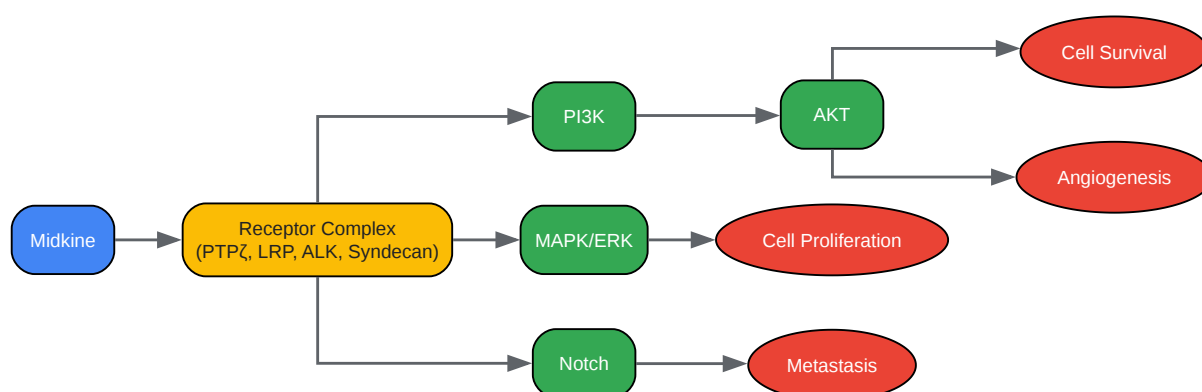 Cell Survival
PI3K
AKT
Angiogenesis
Midkine
Receptor Complex
(PTPζ, LRP, ALK, Syndecan)
MAPK/ERK
Cell Proliferation
Notch
Metastasis